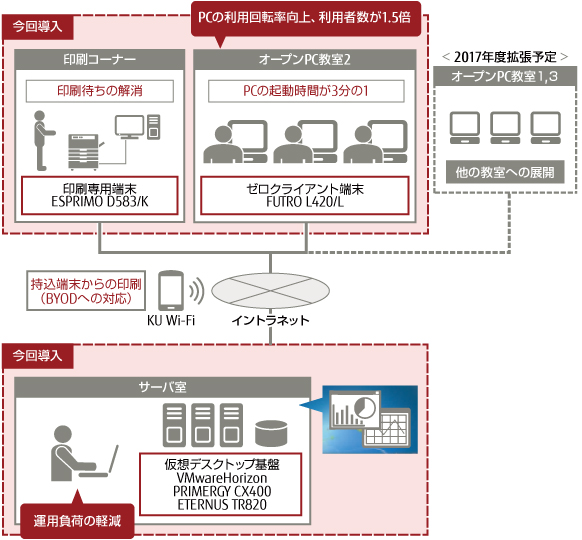 PCの利用回転率向上、利用者数が1.5倍
今回導入
印刷コーナー
印刷待ちの解消
印刷専用端末
ESPRIMO D583/K
オープンPC教室2
PCの起動時間が3分の1
ゼロクライアント端末
FUTRO L420/L
< 2017年度拡張予定 >
オープンPC教室1,3
他の教室への展開
持込端末からの印刷
（BYODへの対応）
KU Wi-Fi
イントラネット
今回導入
サーバ室
仮想デスクトップ基盤
VMwareHorizon
PRIMERGY CX400
ETERNUS TR820
運用負荷の軽減